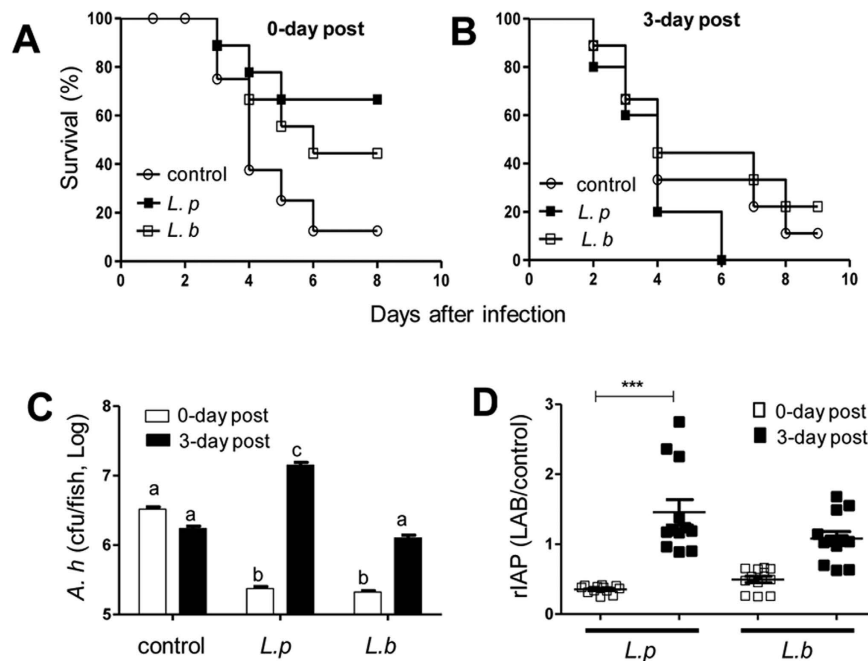 A
0-day post
Survival (%)
100
80
60
40
20
0
control
L. p
L. b
0 2 4 6 8 10
B
3-day post
100
80
60
40
20
0
control
L. p
L. b
0 2 4 6 8 10
Days after infection
C
A. h (cfu/fish, Log)
8
7
6
5
0-day post
3-day post
a a b c b a
control L.p L.b
D
rIAP (LAB/control)
3
2
1
0
***
0-day post
3-day post
L.p L.b